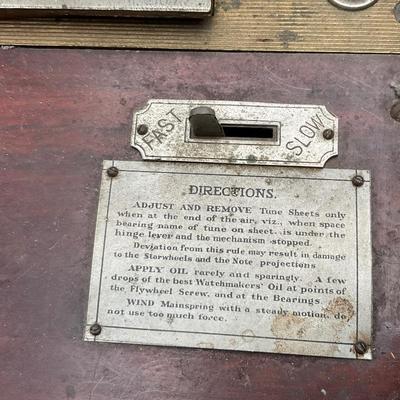 FAST SLOW
DIRECTIONS.
ADJUST AND REMOVE Tune Sheets only
when at the end of the air, viz., when space
bearing name of tune on sheet, is under the
hinge lever and the mechanism stopped.
Deviation from this rule may result in damage
to the Starwheels and the Note projections
APPLY OIL rarely and sparingly. A few
drops of the best Watchmakers' Oil at points of
the Flywheel Screw, and at the Bearings.
WIND Mainspring with a steady motion, do
not use too much force.